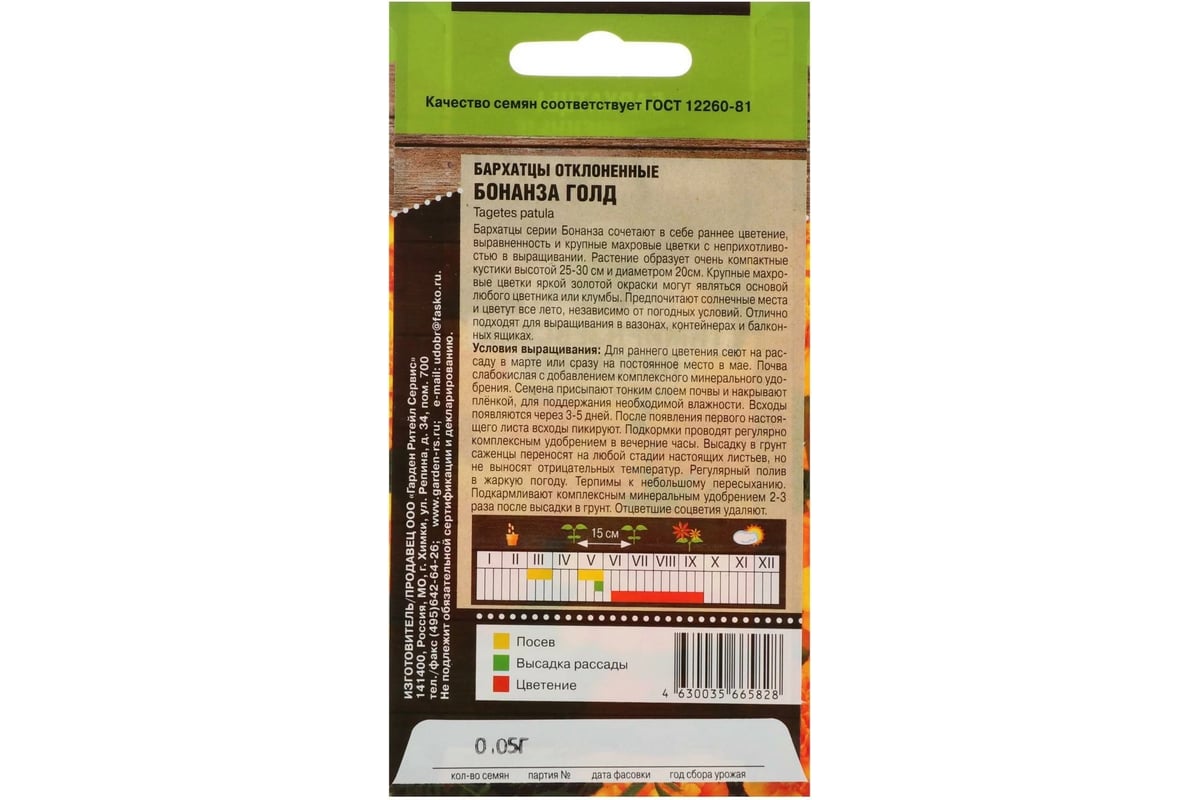 Качество семян соответствует ГОСТ 12260-81
БАРХАТЦЫ ОТКЛОНЕННЫЕ
БОНАНЗА ГОЛД
Tagetes patula
Бархатцы серии Бонанза сочетают в себе раннее цветение,
выравненность и крупные махровые цветки с неприхотливо-
стью в выращивании. Растение образует очень компактные
кустики высотой 25-30 см и диаметром 20см. Крупные махро-
вые цветки яркой золотой окраски могут являться основой
любого цветника или клумбы. Предпочитают солнечные места
и цветут все лето, независимо от погодных условий. Отлично
подходят для выращивания в вазонах, контейнерах и балкон-
ных ящиках.
Условия выращивания: Для раннего цветения сеют на рас-
саду в марте или сразу на постоянное место в мае. Почва
слабокислая с добавлением комплексного минерального удо-
брения. Семена присыпают тонким слоем почвы и накрывают
плёнкой, для поддержания необходимой влажности. Всходы
появляются через 3-5 дней. После появления первого настоя-
щего листа всходы пикируют. Подкормки проводят регулярно
комплексным удобрением в вечерние часы. Высадку в грунт
саженцы переносят на любой стадии настоящих листьев, но
не выносят отрицательных температур. Регулярный полив
в жаркую погоду. Терпимы к небольшому пересыханию.
Подкармливают комплексным минеральным удобрением 2-3
раза после высадки в грунт. Отцветшие соцветия удаляют.
15 см
I II III IV V VI VII VIII IX X XI XII
Посев
Высадка рассады
Цветение
4 630035 665828
ИЗГОТОВИТЕЛЬ/ПРОДАВЕЦ ООО «Гарден Ритейл Сервис»
141400, Россия, МО, г. Химки, ул. Репина, д. 34, пом. 700
тел./факс (495)642-64-26; www.garden-rs.ru; e-mail: udobr@fasko.ru.
Не подлежит обязательной сертификации и декларированию.
0,05Г
кол-во семян партия № дата фасовки год сбора урожая